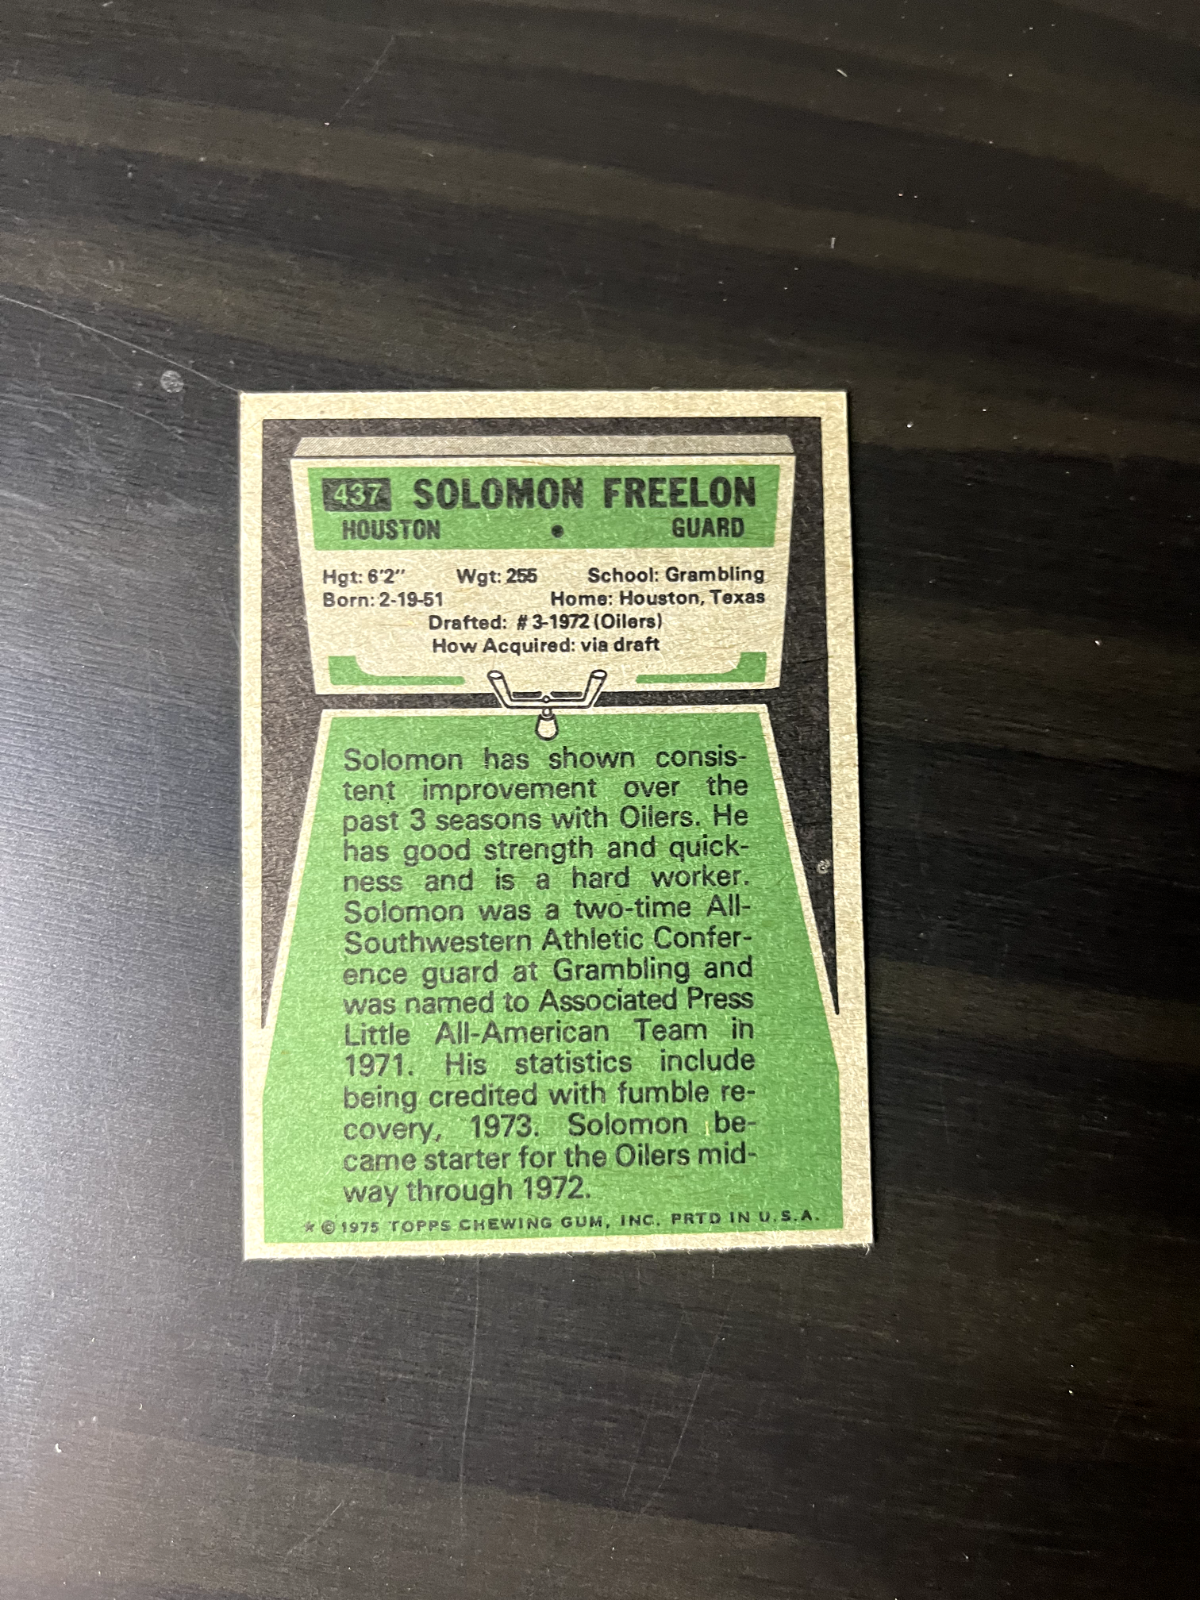 437 SOLOMON FREELON
HOUSTON • GUARD
Hgt: 6'2" Wgt: 255 School: Grambling
Born: 2-19-51 Home: Houston, Texas
Drafted: #3-1972 (Oilers)
How Acquired: via draft
Solomon has shown consis-
tent improvement over the
past 3 seasons with Oilers. He
has good strength and quick-
ness and is a hard worker.
Solomon was a two-time All-
Southwestern Athletic Confer-
ence guard at Grambling and
was named to Associated Press
Little All-American Team in
1971. His statistics include
being credited with fumble re-
covery, 1973. Solomon be-
came starter for the Oilers mid-
way through 1972.
* © 1975 TOPPS CHEWING GUM, INC. PRTD IN U.S.A.